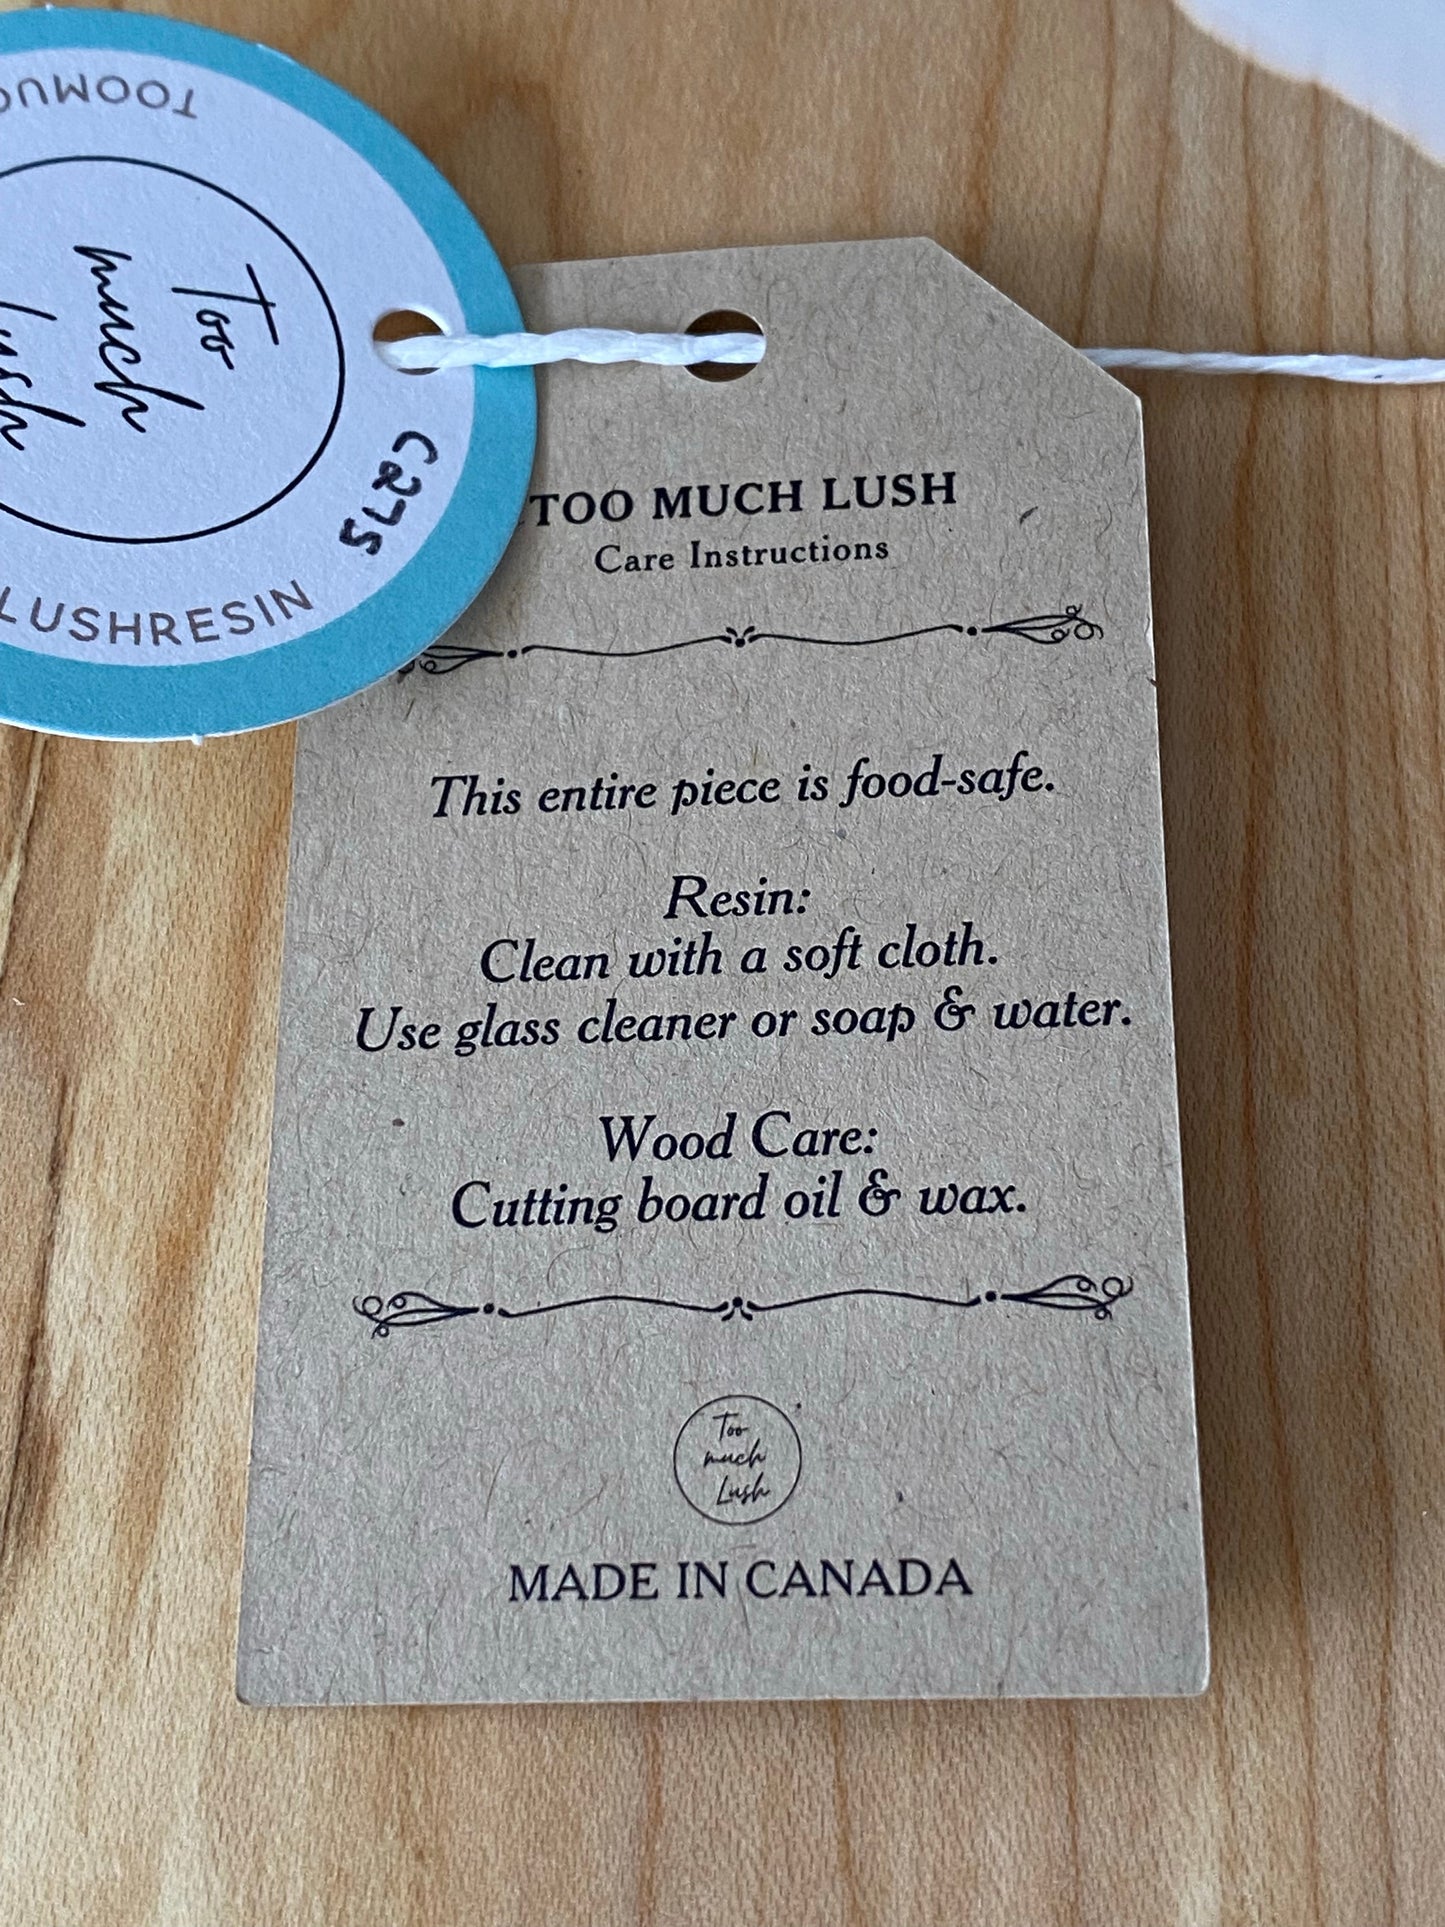 TOOMUC
Too
much
Lush
C275
LUSHRESIN
TOO MUCH LUSH
Care Instructions
This entire piece is food-safe.
Resin:
Clean with a soft cloth.
Use glass cleaner or soap & water.
Wood Care:
Cutting board oil & wax.
Too
much
Lush
MADE IN CANADA